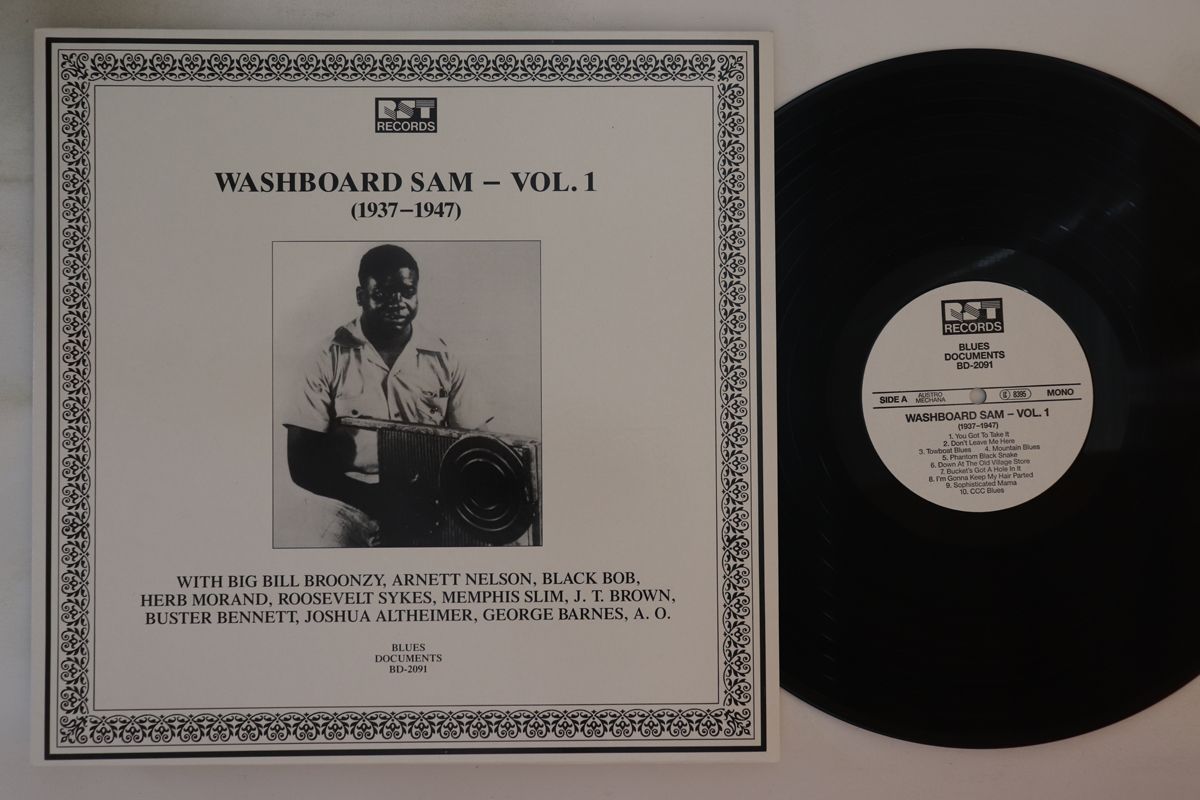 RST
RECORDS
WASHBOARD SAM – VOL. 1
(1937–1947)
WITH BIG BILL BROONZY, ARNETT NELSON, BLACK BOB,
HERB MORAND, ROOSEVELT SYKES, MEMPHIS SLIM, J. T. BROWN,
BUSTER BENNETT, JOSHUA ALTHEIMER, GEORGE BARNES, A. O.
BLUES
DOCUMENTS
BD-2091
RST
RECORDS
BLUES
DOCUMENTS
BD-2091
SIDE A AUSTRO MECHANA LC 8395 MONO
WASHBOARD SAM – VOL. 1
(1937–1947)
1. You Got To Take It
2. Don't Leave Me Here
3. Towboat Blues 4. Mountain Blues
5. Phantom Black Snake
6. Down At The Old Village Store
7. Bucket's Got A Hole In It
8. I'm Gonna Keep My Hair Parted
9. Sophisticated Mama
10. CCC Blues